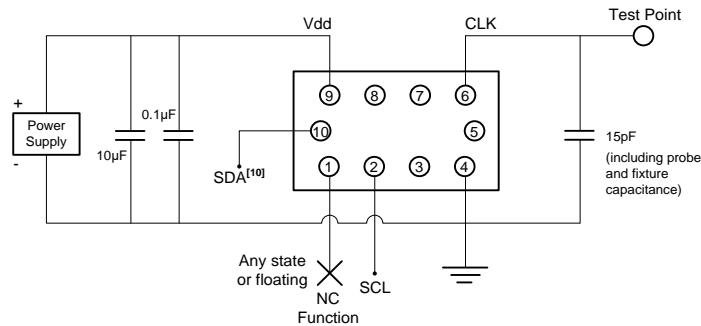 Test Point
Vdd
CLK
9
8
7
6
+
Power
Supply
-
10µF
0.1µF
10
5
15pF
(including probe
and fixture
capacitance)
SDA[10]
1
2
3
4
Any state
or floating
NC
Function
SCL